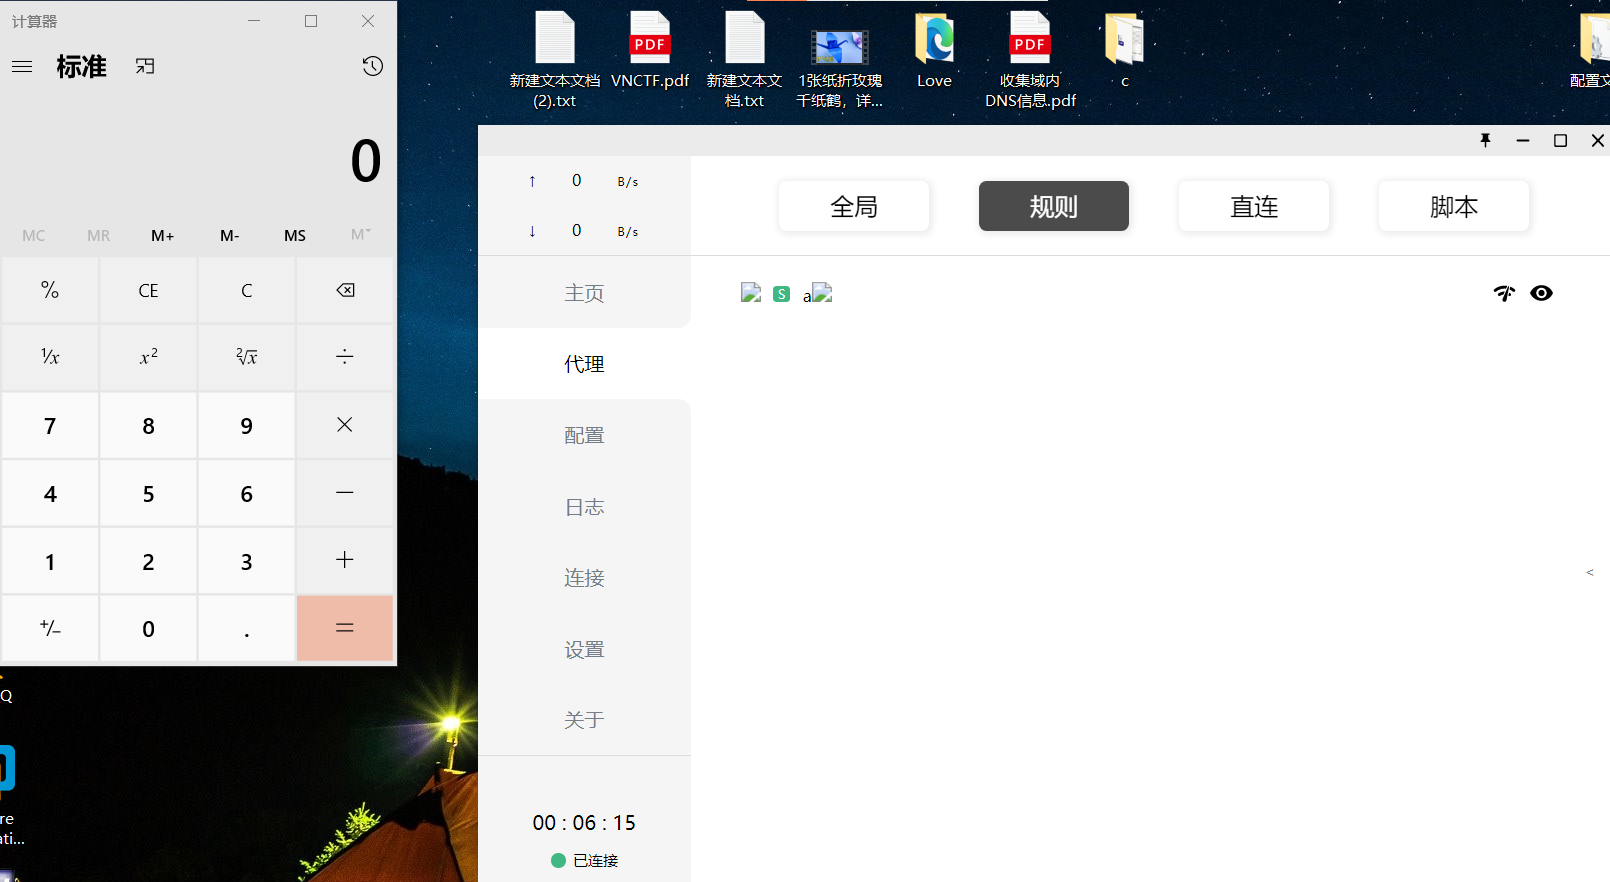 计算器
标准
0
MC MR M+ M- MS M˅
% CE C
¹/x x² ²√x ÷
7 8 9 ×
4 5 6 −
1 2 3 +
+/− 0 . =
新建文本文档
(2).txt
PDF
VNCTF.pdf
新建文本文
档.txt
1张纸折玫瑰
千纸鹤，详...
Love
PDF
收集域内
DNS信息.pdf
c
配置文
↑ 0 B/s
↓ 0 B/s
全局 规则 直连 脚本
主页
S a
代理
配置
日志
连接
<
设置
关于
00 : 06 : 15
已连接
Q
re
ati...